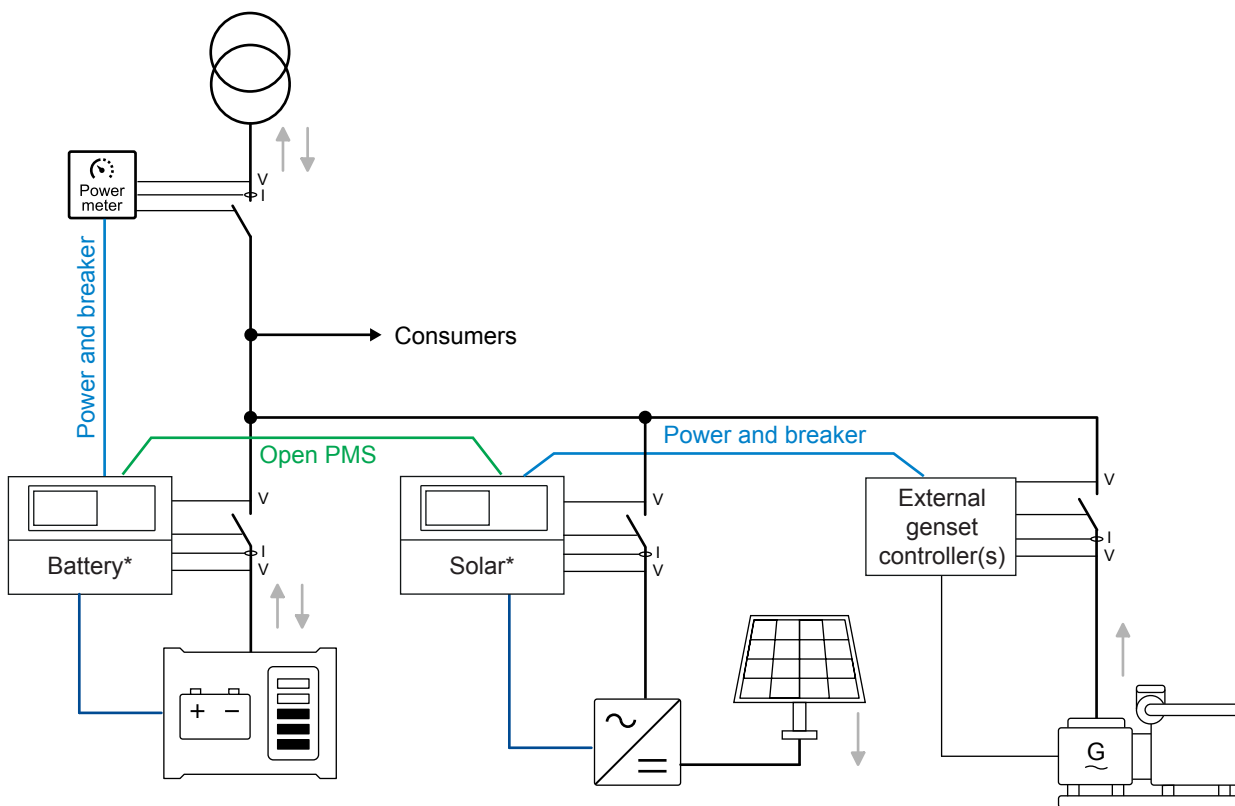 V
I
Power
meter
Power and breaker
Consumers
Open PMS
Power and breaker
Battery*
V
I
V
Solar*
V
I
V
External
genset
controller(s)
V
I
V
+ −
G
~